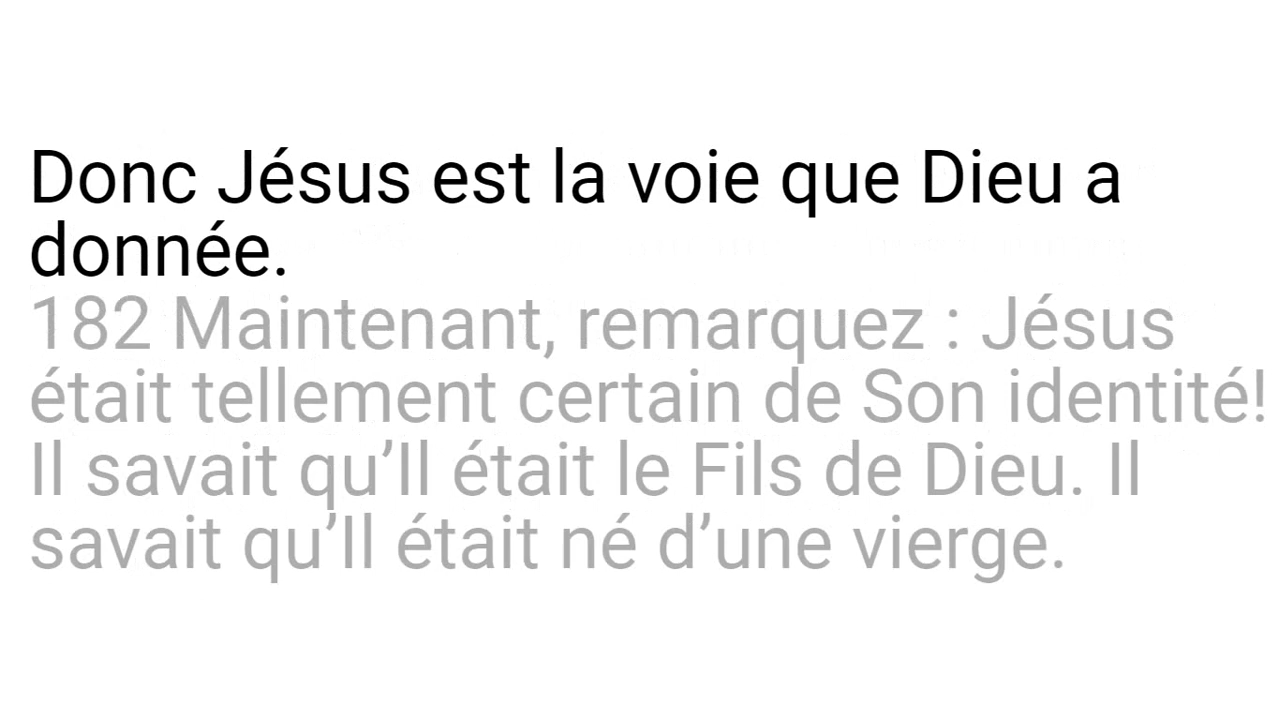 Donc Jésus est la voie que Dieu a
donnée.
182 Maintenant, remarquez : Jésus
était tellement certain de Son identité!
Il savait qu’Il était le Fils de Dieu. Il
savait qu’Il était né d’une vierge.